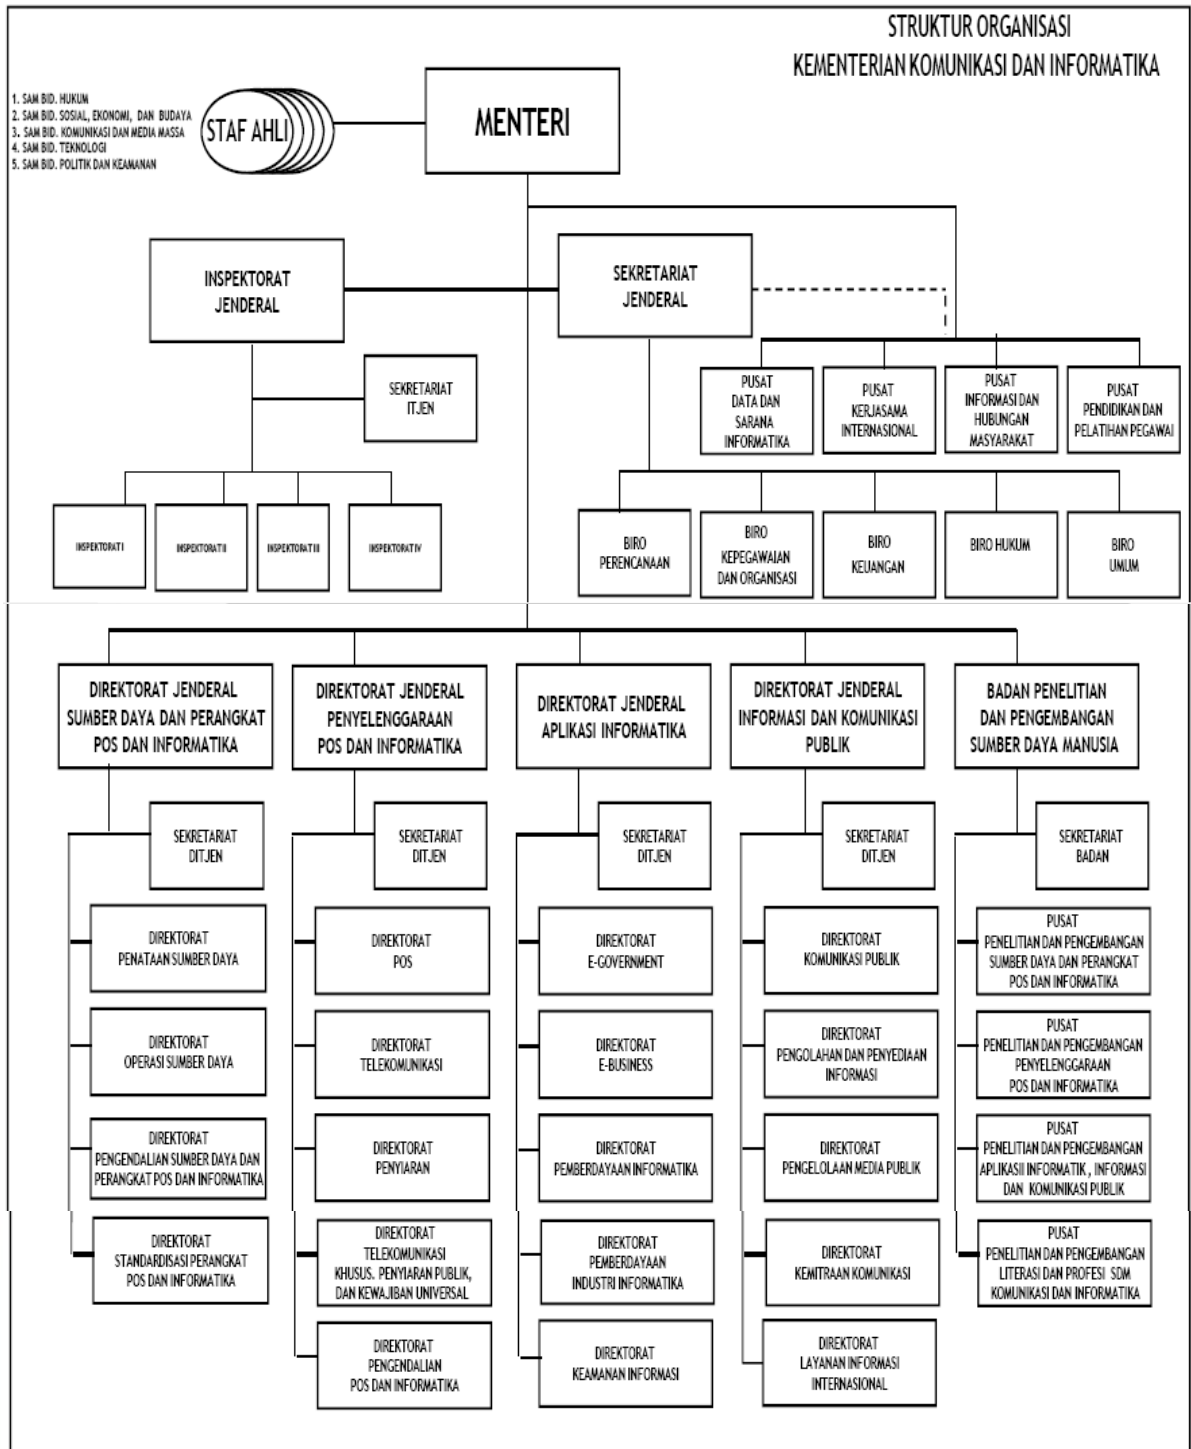 STRUKTUR ORGANISASI
KEMENTERIAN KOMUNIKASI DAN INFORMATIKA
1. SAM BID. HUKUM
2. SAM BID. SOSIAL, EKONOMI, DAN BUDAYA
3. SAM BID. KOMUNIKASI DAN MEDIA MASSA
4. SAM BID. TEKNOLOGI
5. SAM BID. POLITIK DAN KEAMANAN
STAF AHLI
MENTERI
INSPEKTORAT
JENDERAL
SEKRETARIAT
JENDERAL
SEKRETARIAT
ITJEN
PUSAT
DATA DAN
SARANA
INFORMATIKA
PUSAT
KERJASAMA
INTERNASIONAL
PUSAT
INFORMASI DAN
HUBUNGAN
MASYARAKAT
PUSAT
PENDIDIKAN DAN
PELATIHAN PEGAWAI
INSPEKTORAT I
INSPEKTORAT II
INSPEKTORAT III
INSPEKTORAT IV
BIRO
PERENCANAAN
BIRO
KEPEGAWAIAN
DAN ORGANISASI
BIRO
KEUANGAN
BIRO HUKUM
BIRO
UMUM
DIREKTORAT JENDERAL
SUMBER DAYA DAN PERANGKAT
POS DAN INFORMATIKA
DIREKTORAT JENDERAL
PENYELENGGARAAN
POS DAN INFORMATIKA
DIREKTORAT JENDERAL
APLIKASI INFORMATIKA
DIREKTORAT JENDERAL
INFORMASI DAN KOMUNIKASI
PUBLIK
BADAN PENELITIAN
DAN PENGEMBANGAN
SUMBER DAYA MANUSIA
SEKRETARIAT
DITJEN
SEKRETARIAT
DITJEN
SEKRETARIAT
DITJEN
SEKRETARIAT
DITJEN
SEKRETARIAT
BADAN
DIREKTORAT
PENATAAN SUMBER DAYA
DIREKTORAT
POS
DIREKTORAT
E-GOVERNMENT
DIREKTORAT
KOMUNIKASI PUBLIK
PUSAT
PENELITIAN DAN PENGEMBANGAN
SUMBER DAYA DAN PERANGKAT
POS DAN INFORMATIKA
DIREKTORAT
OPERASI SUMBER DAYA
DIREKTORAT
TELEKOMUNIKASI
DIREKTORAT
E-BUSINESS
DIREKTORAT
PENGOLAHAN DAN PENYEDIAAN
INFORMASI
PUSAT
PENELITIAN DAN PENGEMBANGAN
PENYELENGGARAAN
POS DAN INFORMATIKA
DIREKTORAT
PENGENDALIAN SUMBER DAYA DAN
PERANGKAT POS DAN INFORMATIKA
DIREKTORAT
PENYIARAN
DIREKTORAT
PEMBERDAYAAN INFORMATIKA
DIREKTORAT
PENGELOLAAN MEDIA PUBLIK
PUSAT
PENELITIAN DAN PENGEMBANGAN
APLIKASII INFORMATIK , INFORMASI
DAN KOMUNIKASI PUBLIK
DIREKTORAT
STANDARDISASI PERANGKAT
POS DAN INFORMATIKA
DIREKTORAT
TELEKOMUNIKASI
KHUSUS. PENYIARAN PUBLIK,
DAN KEWAJIBAN UNIVERSAL
DIREKTORAT
PEMBERDAYAAN
INDUSTRI INFORMATIKA
DIREKTORAT
KEMITRAAN KOMUNIKASI
PUSAT
PENELITIAN DAN PENGEMBANGAN
LITERASI DAN PROFESI SDM
KOMUNIKASI DAN INFORMATIKA
DIREKTORAT
PENGENDALIAN
POS DAN INFORMATIKA
DIREKTORAT
KEAMANAN INFORMASI
DIREKTORAT
LAYANAN INFORMASI
INTERNASIONAL